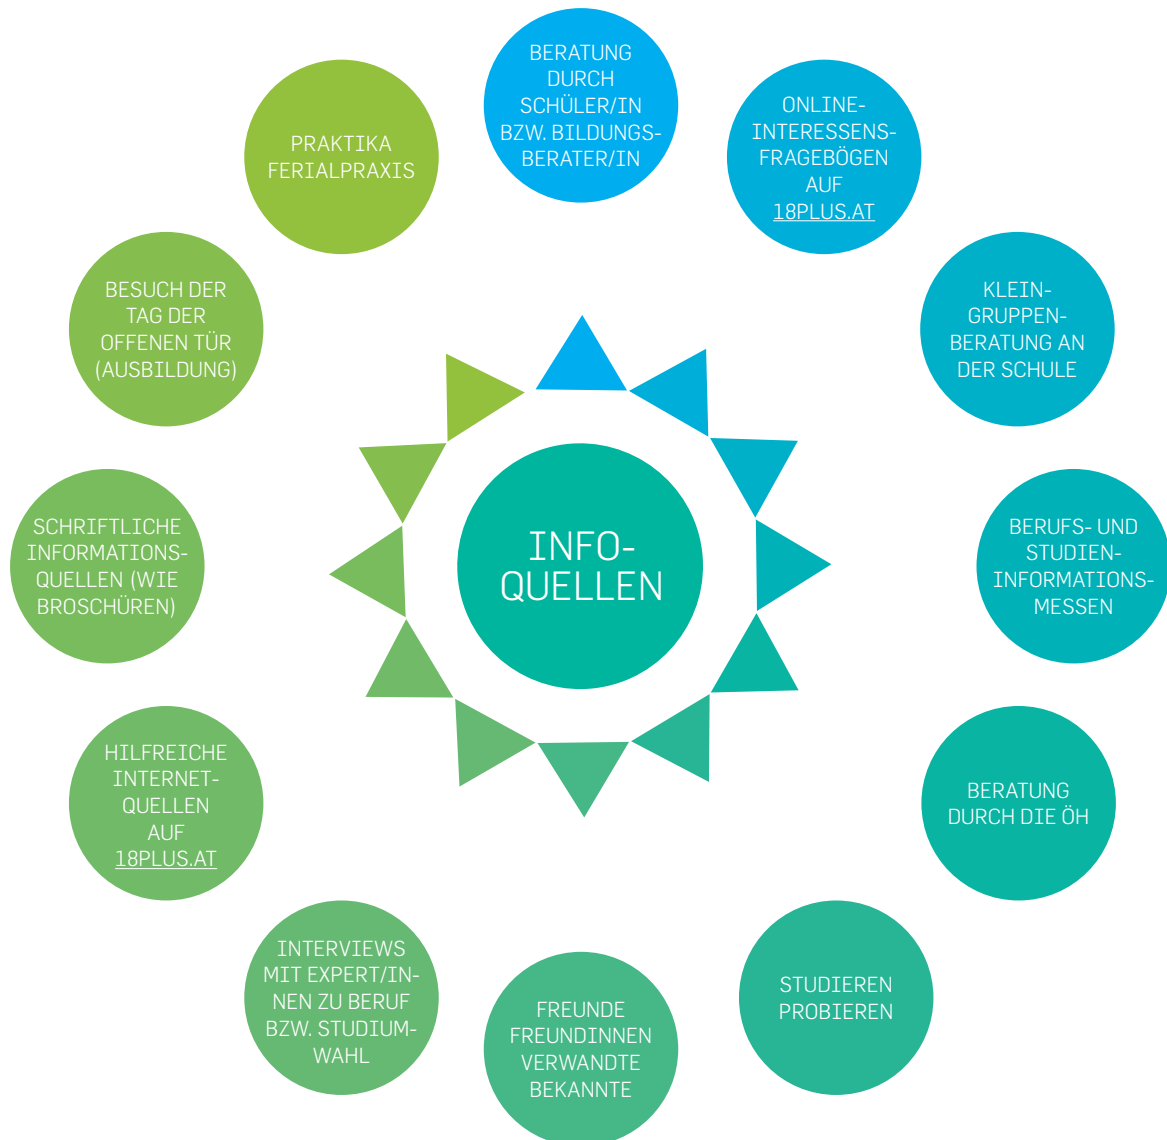 BERATUNG
DURCH
SCHÜLER/IN
BZW. BILDUNGS-
BERATER/IN
ONLINE-
INTERESSENS-
FRAGEBÖGEN
AUF
18PLUS.AT
KLEIN-
GRUPPEN-
BERATUNG AN
DER SCHULE
BERUFS- UND
STUDIEN-
INFORMATIONS-
MESSEN
BERATUNG
DURCH DIE ÖH
STUDIEREN
PROBIEREN
FREUNDE
FREUNDINNEN
VERWANDTE
BEKANNTE
INTERVIEWS
MIT EXPERT/IN-
NEN ZU BERUF
BZW. STUDIUM-
WAHL
HILFREICHE
INTERNET-
QUELLEN
AUF
18PLUS.AT
SCHRIFTLICHE
INFORMATIONS-
QUELLEN (WIE
BROSCHÜREN)
BESUCH DER
TAG DER
OFFENEN TÜR
(AUSBILDUNG)
PRAKTIKA
FERIALPRAXIS
INFO-
QUELLEN